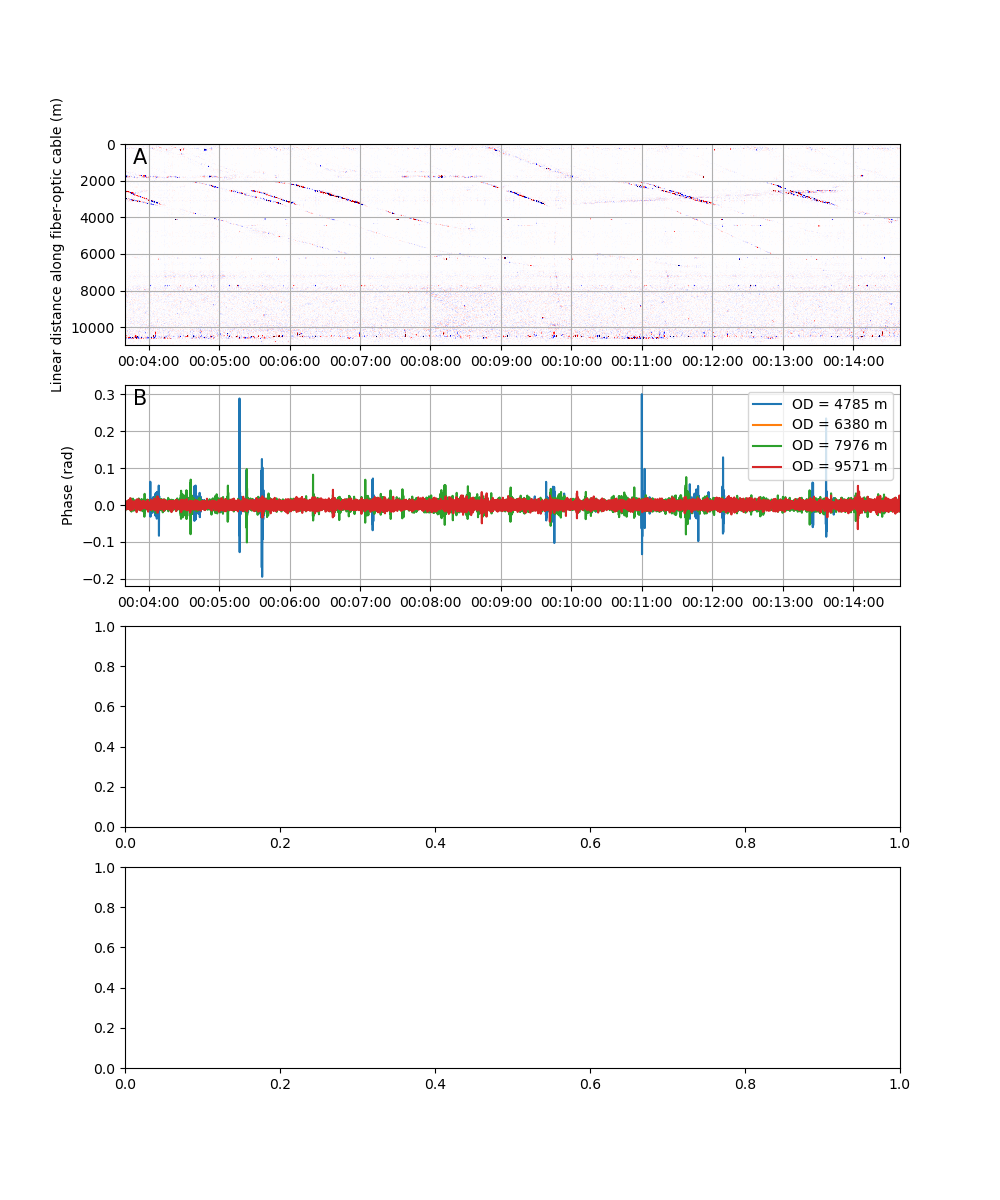 Linear distance along fiber-optic cable (m)
A
0
2000
4000
6000
8000
10000
00:04:00 00:05:00 00:06:00 00:07:00 00:08:00 00:09:00 00:10:00 00:11:00 00:12:00 00:13:00 00:14:00
Phase (rad)
B
0.3
0.2
0.1
0.0
−0.1
−0.2
OD = 4785 m
OD = 6380 m
OD = 7976 m
OD = 9571 m
00:04:00 00:05:00 00:06:00 00:07:00 00:08:00 00:09:00 00:10:00 00:11:00 00:12:00 00:13:00 00:14:00
1.0
0.8
0.6
0.4
0.2
0.0
0.0 0.2 0.4 0.6 0.8 1.0
1.0
0.8
0.6
0.4
0.2
0.0
0.0 0.2 0.4 0.6 0.8 1.0